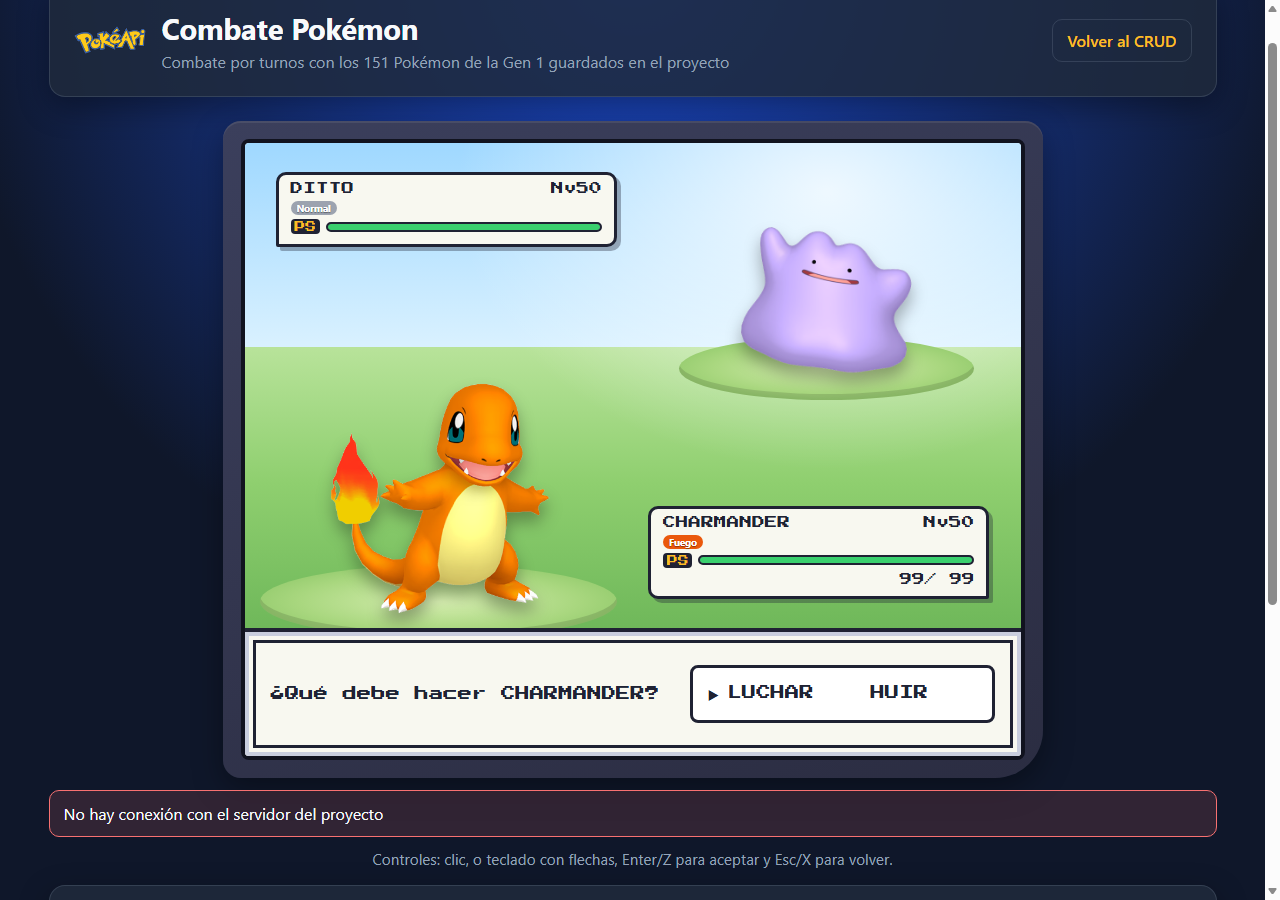 PokéApi
Combate Pokémon
Combate por turnos con los 151 Pokémon de la Gen 1 guardados en el proyecto
Volver al CRUD
DITTO Nv50
Normal
PS
CHARMANDER Nv50
Fuego
PS
99/ 99
¿Qué debe hacer CHARMANDER?
▶ LUCHAR HUIR
No hay conexión con el servidor del proyecto
Controles: clic, o teclado con flechas, Enter/Z para aceptar y Esc/X para volver.